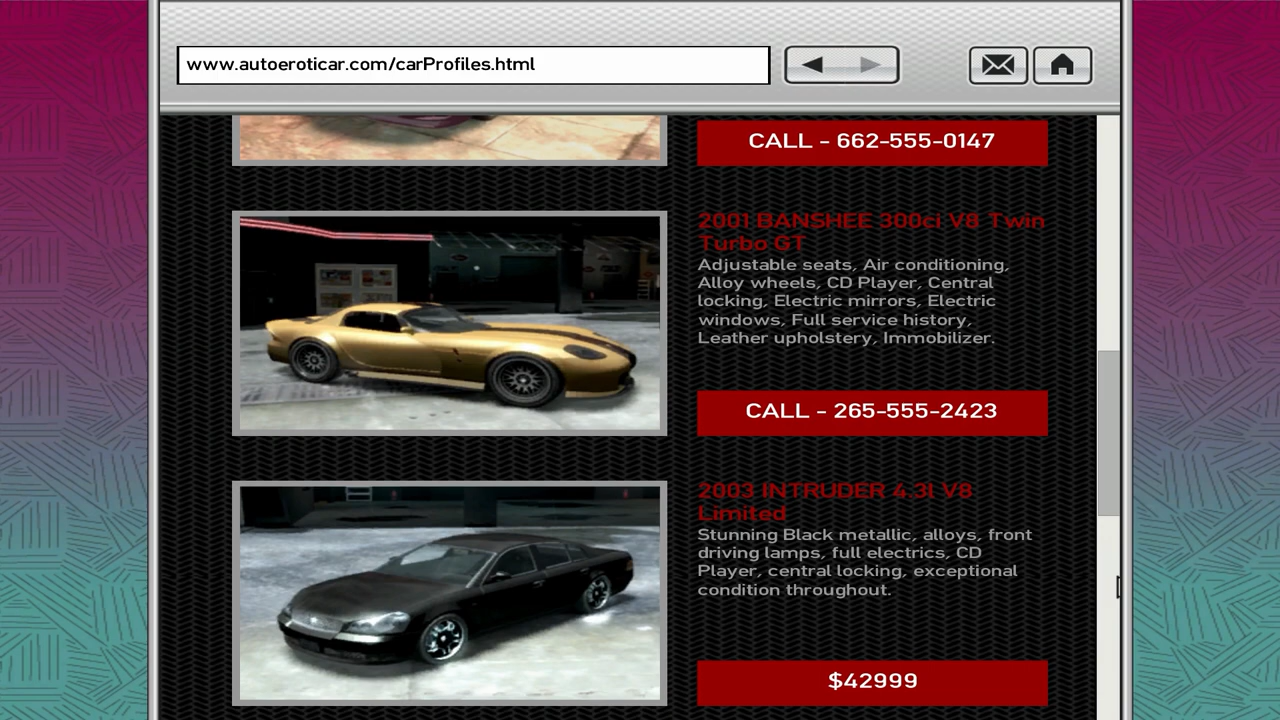 www.autoeroticar.com/carProfiles.html
CALL - 662-555-0147
2001 BANSHEE 300ci V8 Twin
Turbo GT
Adjustable seats, Air conditioning,
Alloy wheels, CD Player, Central
locking, Electric mirrors, Electric
windows, Full service history,
Leather upholstery, Immobilizer.
CALL - 265-555-2423
2003 INTRUDER 4.3l V8
Limited
Stunning Black metallic, alloys, front
driving lamps, full electrics, CD
Player, central locking, exceptional
condition throughout.
$42999